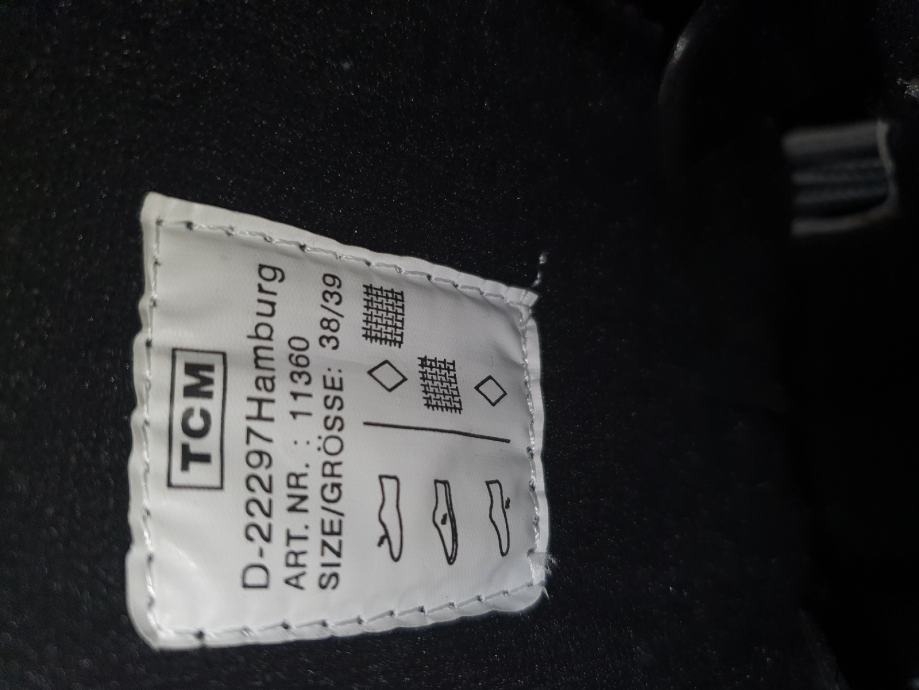 TCM
D-22297Hamburg
ART.NR.: 11360
SIZE/GRÖSSE: 38/39